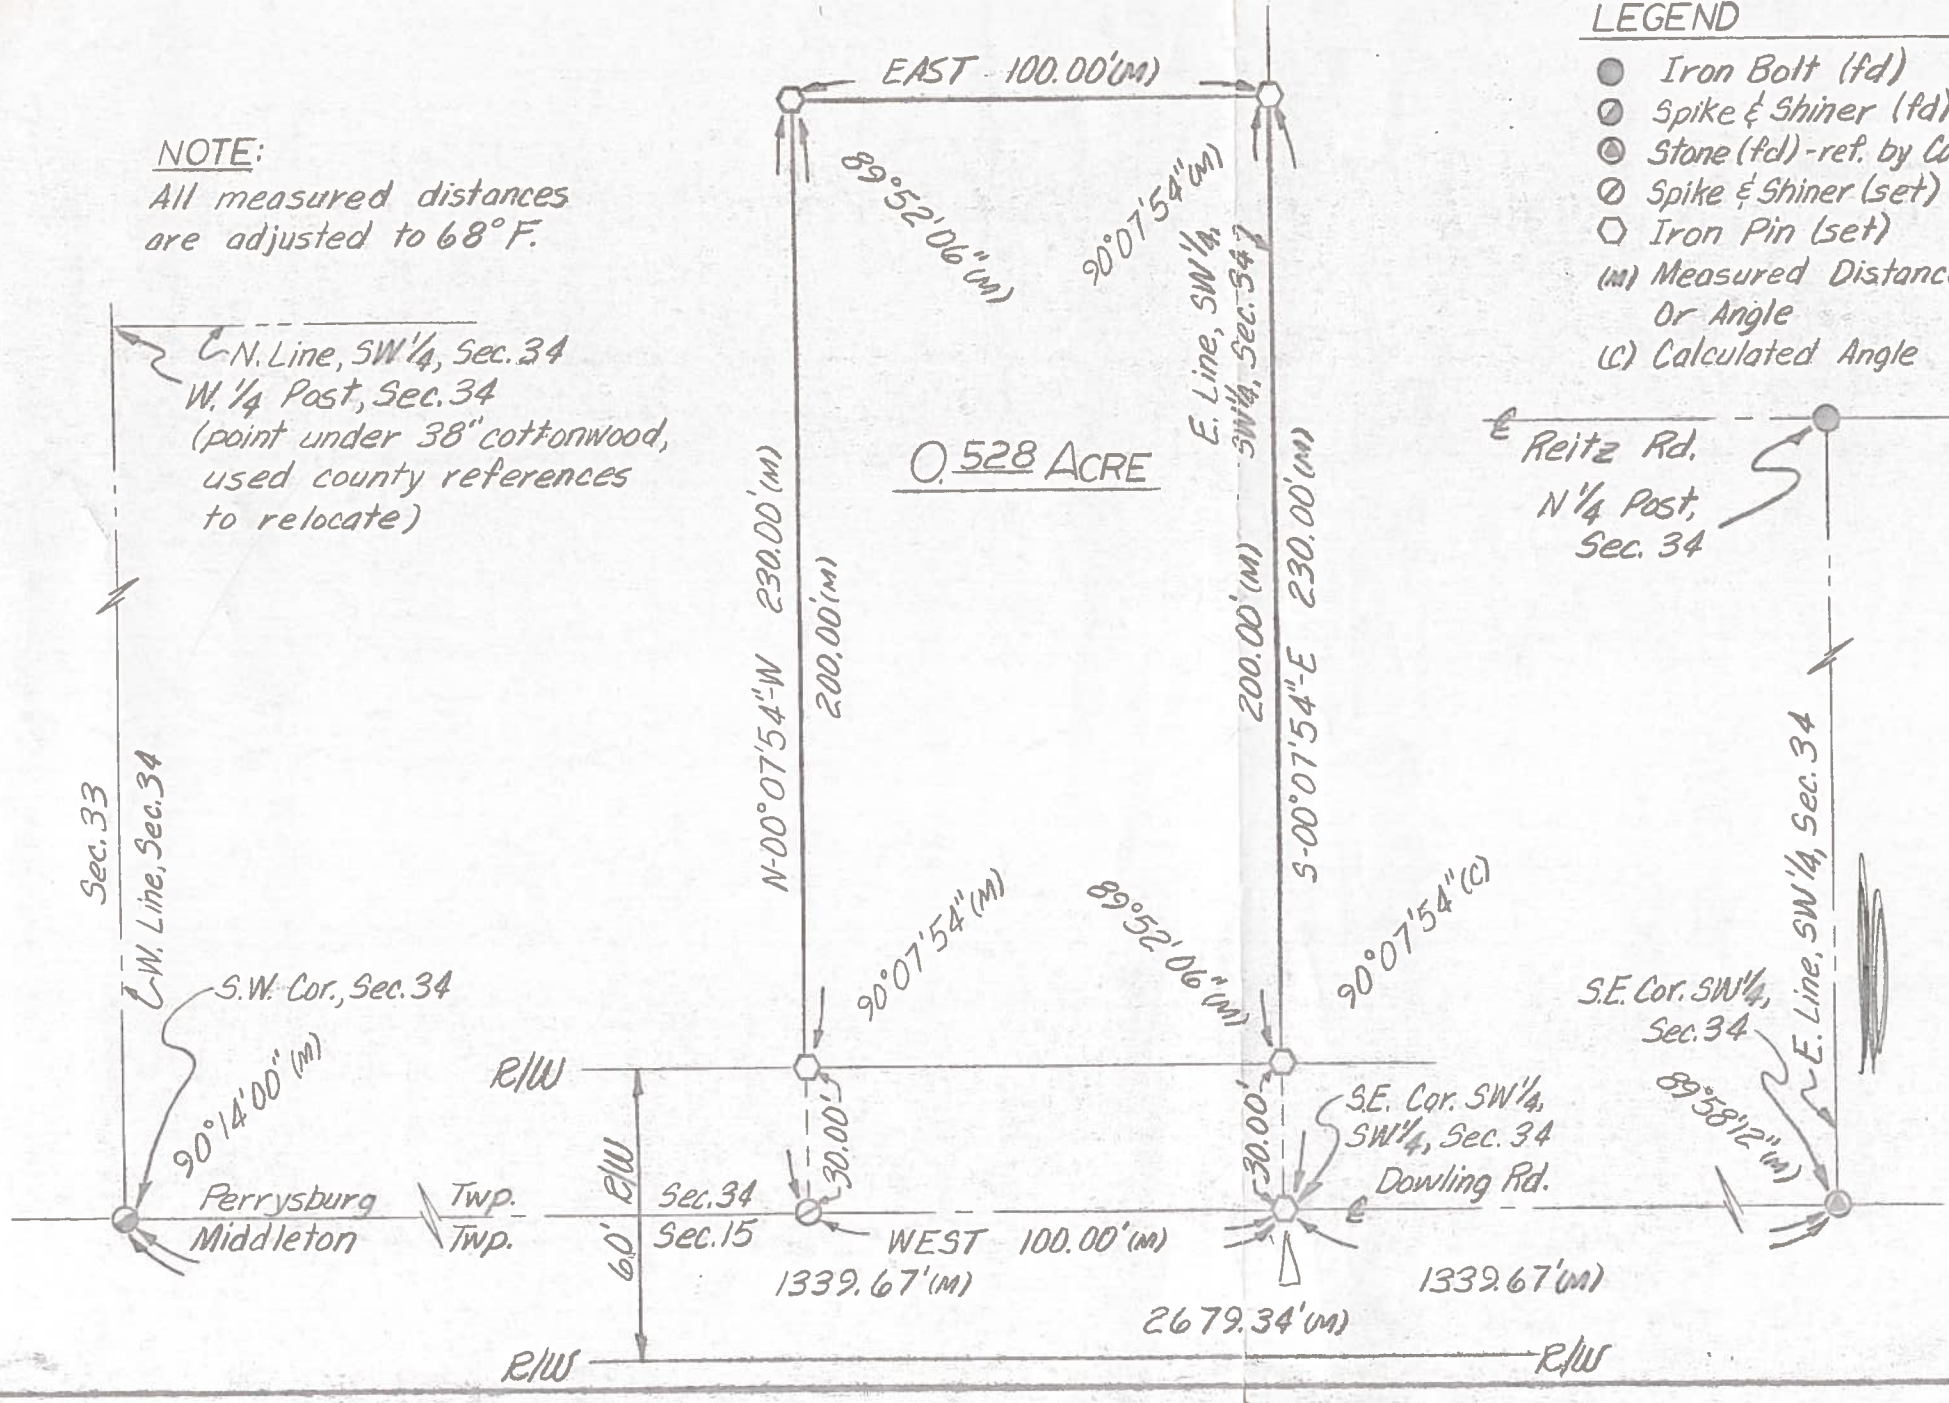 LEGEND
Iron Bolt (fd)
Spike & Shiner (fd)
Stone (fd) - ref. by
Spike & Shiner (set)
Iron Pin (set)
(M) Measured Distance
Or Angle
(C) Calculated Angle
NOTE:
All measured distances
are adjusted to 68° F.
EAST 100.00'(M)
89°52'06"(M)
90°07'54"(M)
E. Line, SW 1/4,
SW 1/4, Sec. 34
N. Line, SW 1/4, Sec. 34
W. 1/4 Post, Sec. 34
(point under 38" cottonwood,
used county references
to relocate)
0.528 ACRE
N-00°07'54"-W 230.00'(M)
200.00'(M)
200.00'(M)
S-00°07'54"-E 230.00'(M)
℄
Reitz Rd.
N 1/4 Post,
Sec. 34
Sec. 33
W. Line, Sec. 34
E. Line, SW 1/4, Sec. 34
90°07'54"(M)
89°52'06"(M)
90°07'54"(C)
S.W. Cor., Sec. 34
90°14'00"(M)
S.E. Cor. SW 1/4,
Sec. 34
89°58'12"(M)
R/W
60' R/W
30.00'
30.00'
S.E. Cor. SW 1/4,
SW 1/4, Sec. 34
Dowling Rd.
℄
Perrysburg Twp.
Middleton Twp.
Sec. 34
Sec. 15
WEST 100.00'(M)
1339.67'(M)
1339.67'(M)
2679.34'(M)
R/W
R/W